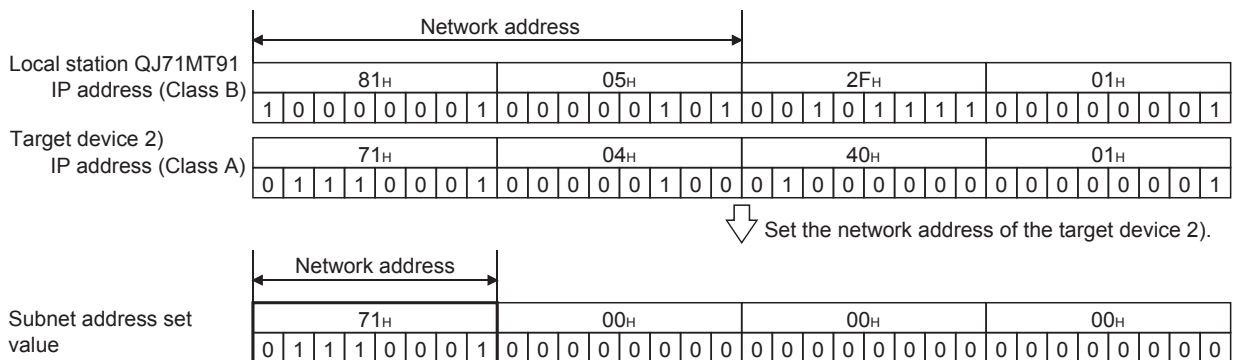 Network address
Local station QJ71MT91
IP address (Class B)
81H 05H 2FH 01H
1 0 0 0 0 0 0 1 0 0 0 0 0 1 0 1 0 0 1 0 1 1 1 1 0 0 0 0 0 0 0 1
Target device 2)
IP address (Class A)
71H 04H 40H 01H
0 1 1 1 0 0 0 1 0 0 0 0 0 1 0 0 0 1 0 0 0 0 0 0 0 0 0 0 0 0 0 1
Set the network address of the target device 2).
Network address
Subnet address set
value
71H 00H 00H 00H
0 1 1 1 0 0 0 1 0 0 0 0 0 0 0 0 0 0 0 0 0 0 0 0 0 0 0 0 0 0 0 0